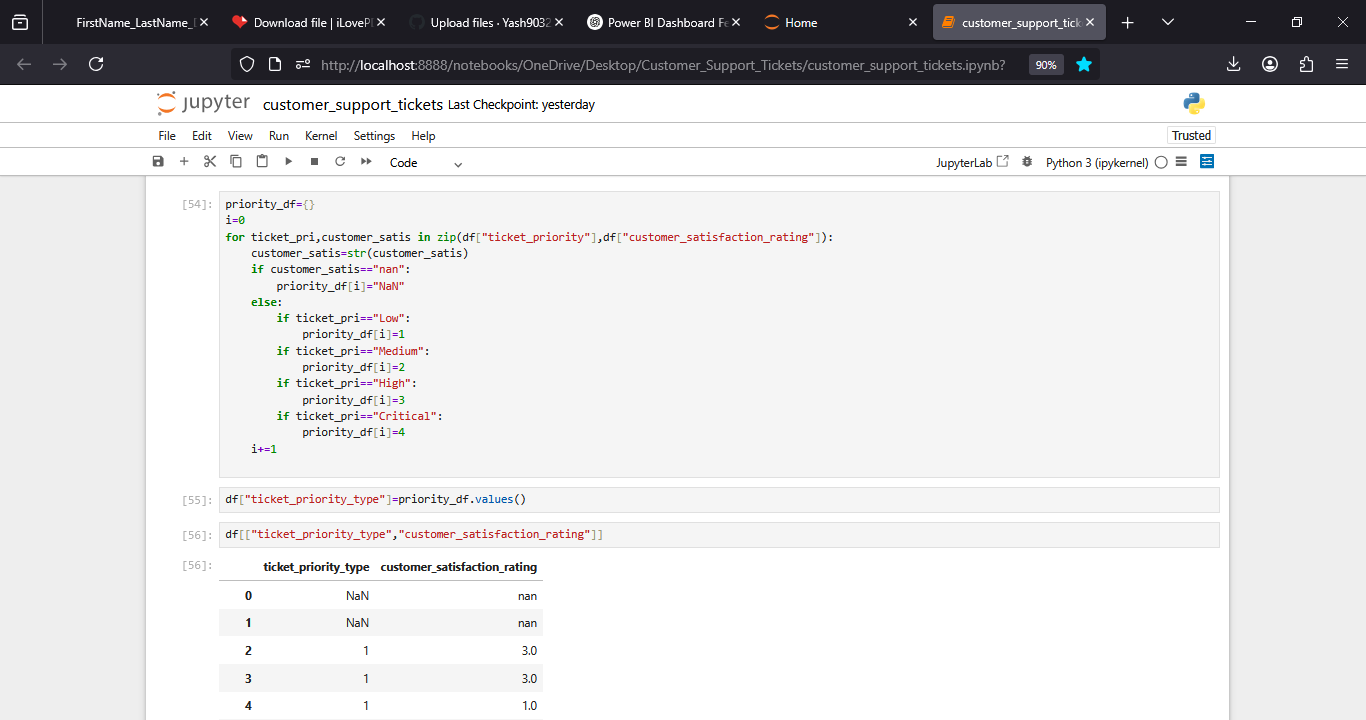 FirstName_LastName_
Download file | iLoveP
Upload files · Yash9032
Power BI Dashboard Fe
Home
customer_support_tick
http://localhost:8888/notebooks/OneDrive/Desktop/Customer_Support_Tickets/customer_support_tickets.ipynb?
90%
jupyter customer_support_tickets Last Checkpoint: yesterday
File Edit View Run Kernel Settings Help
Trusted
Code
JupyterLab
Python 3 (ipykernel)
[54]:
priority_df={}
i=0
for ticket_pri,customer_satis in zip(df["ticket_priority"],df["customer_satisfaction_rating"]):
    customer_satis=str(customer_satis)
    if customer_satis=="nan":
        priority_df[i]="NaN"
    else:
        if ticket_pri=="Low":
            priority_df[i]=1
        if ticket_pri=="Medium":
            priority_df[i]=2
        if ticket_pri=="High":
            priority_df[i]=3
        if ticket_pri=="Critical":
            priority_df[i]=4
    i+=1
[55]: df["ticket_priority_type"]=priority_df.values()
[56]: df[["ticket_priority_type","customer_satisfaction_rating"]]
[56]: ticket_priority_type customer_satisfaction_rating
0 NaN nan
1 NaN nan
2 1 3.0
3 1 3.0
4 1 1.0